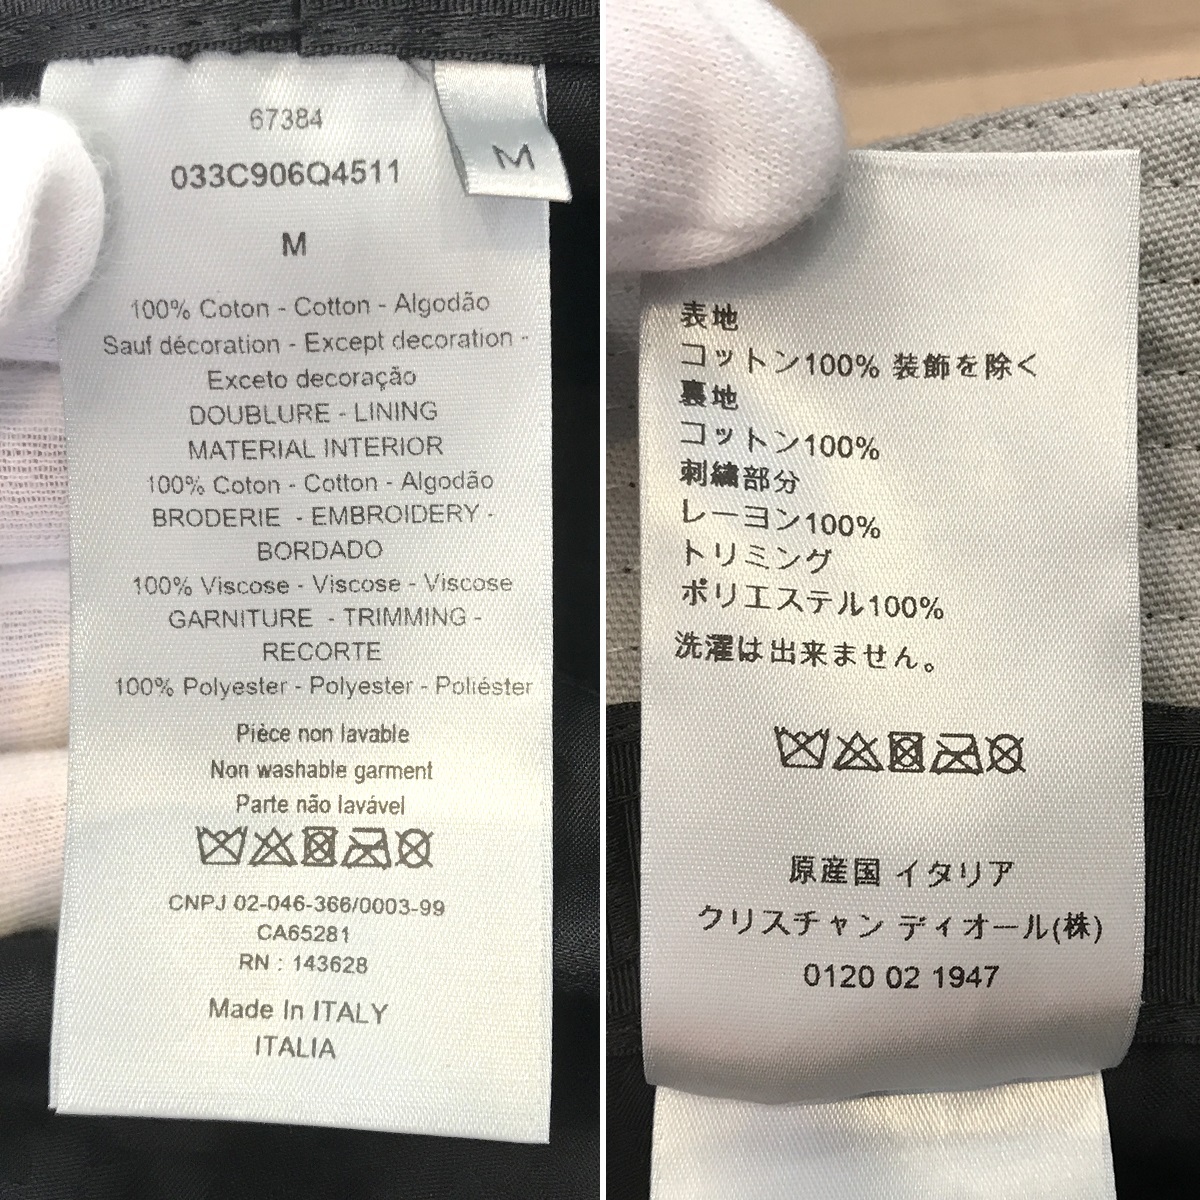 67384
033C906Q4511
M
M
100% Coton - Cotton - Algodão
Sauf décoration - Except decoration -
Exceto decoração
DOUBLURE - LINING
MATERIAL INTERIOR
100% Coton - Cotton - Algodão
BRODERIE - EMBROIDERY -
BORDADO
100% Viscose - Viscose - Viscose
GARNITURE - TRIMMING -
RECORTE
100% Polyester - Polyester - Poliéster
Pièce non lavable
Non washable garment
Parte não lavável
CNPJ 02-046-366/0003-99
CA65281
RN : 143628
Made In ITALY
ITALIA
表地
コットン100% 装飾を除く
裏地
コットン100%
刺繍部分
レーヨン100%
トリミング
ポリエステル100%
洗濯は出来ません。
原産国 イタリア
クリスチャン ディオール(株)
0120 02 1947